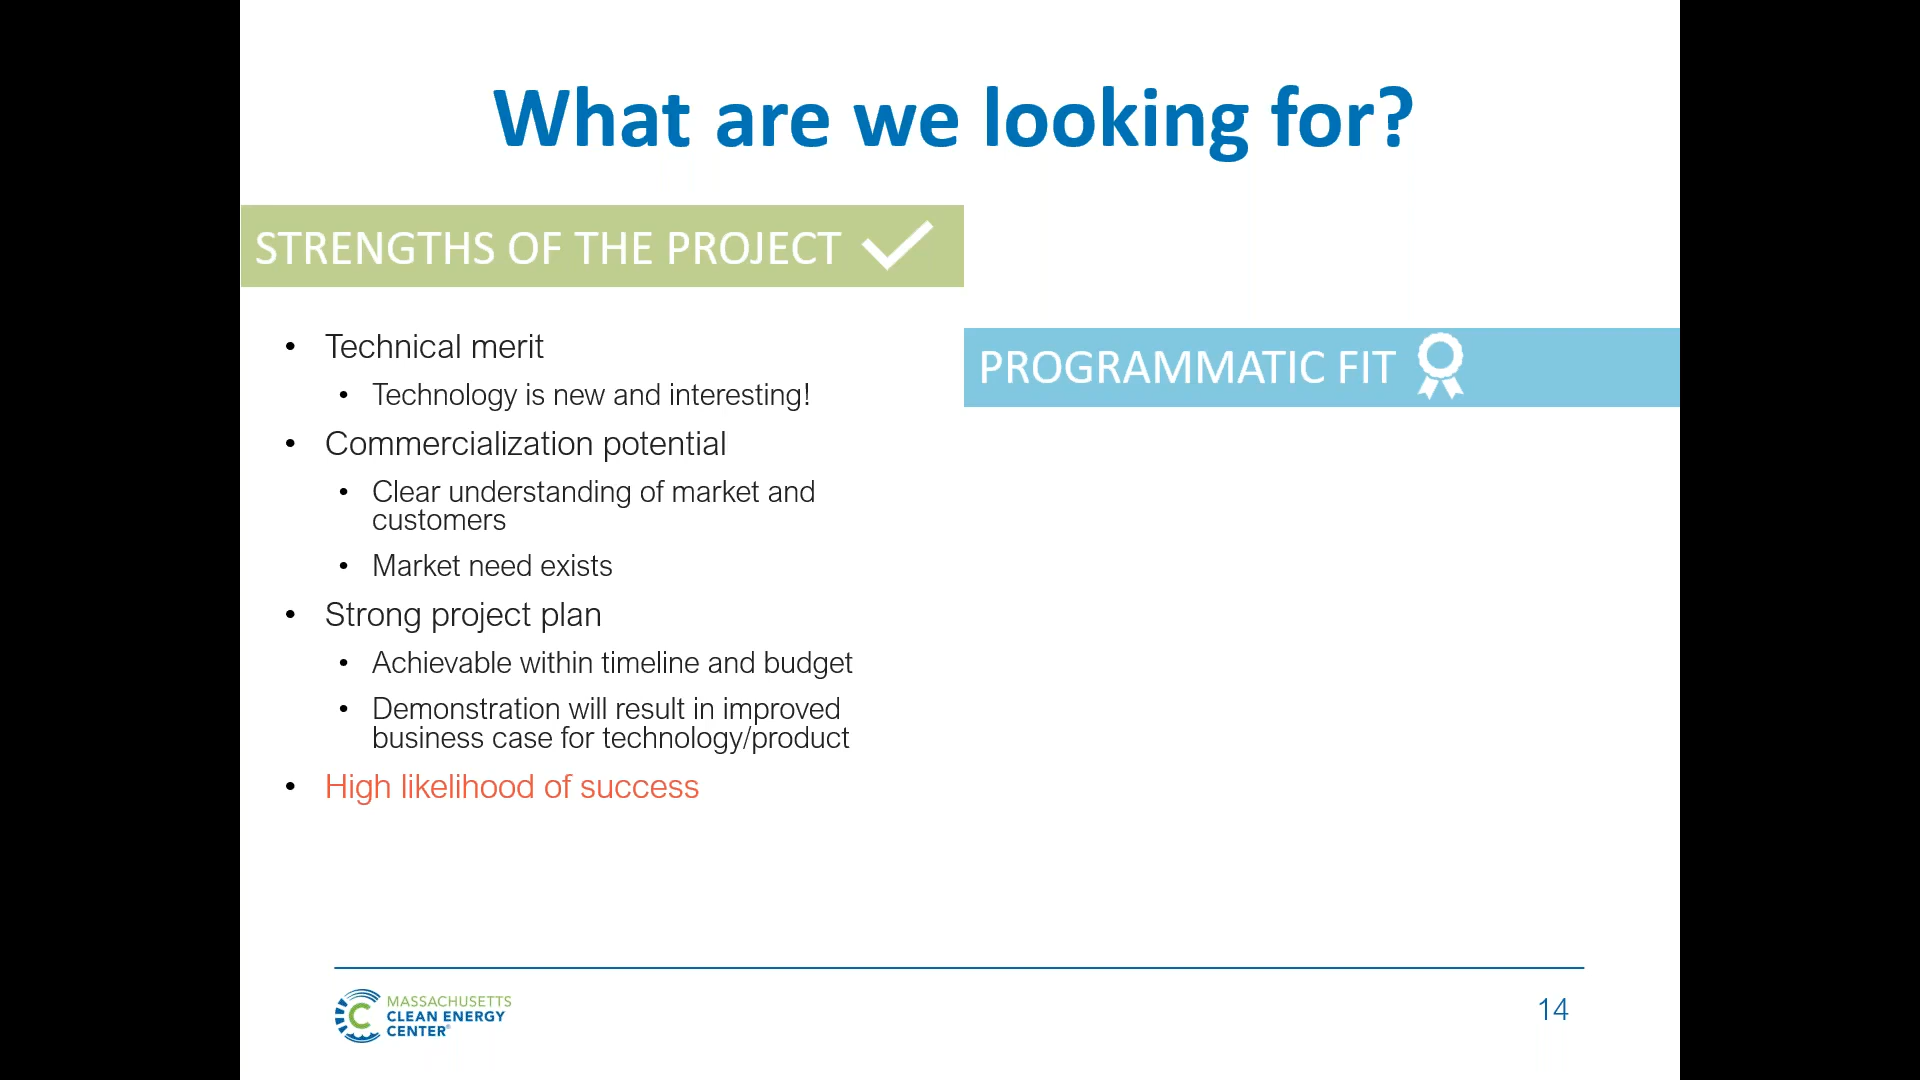 What are we looking for?
STRENGTHS OF THE PROJECT
• Technical merit
• Technology is new and interesting!
• Commercialization potential
• Clear understanding of market and
customers
• Market need exists
• Strong project plan
• Achievable within timeline and budget
• Demonstration will result in improved
business case for technology/product
• High likelihood of success
PROGRAMMATIC FIT
MASSACHUSETTS
CLEAN ENERGY
CENTER®
14